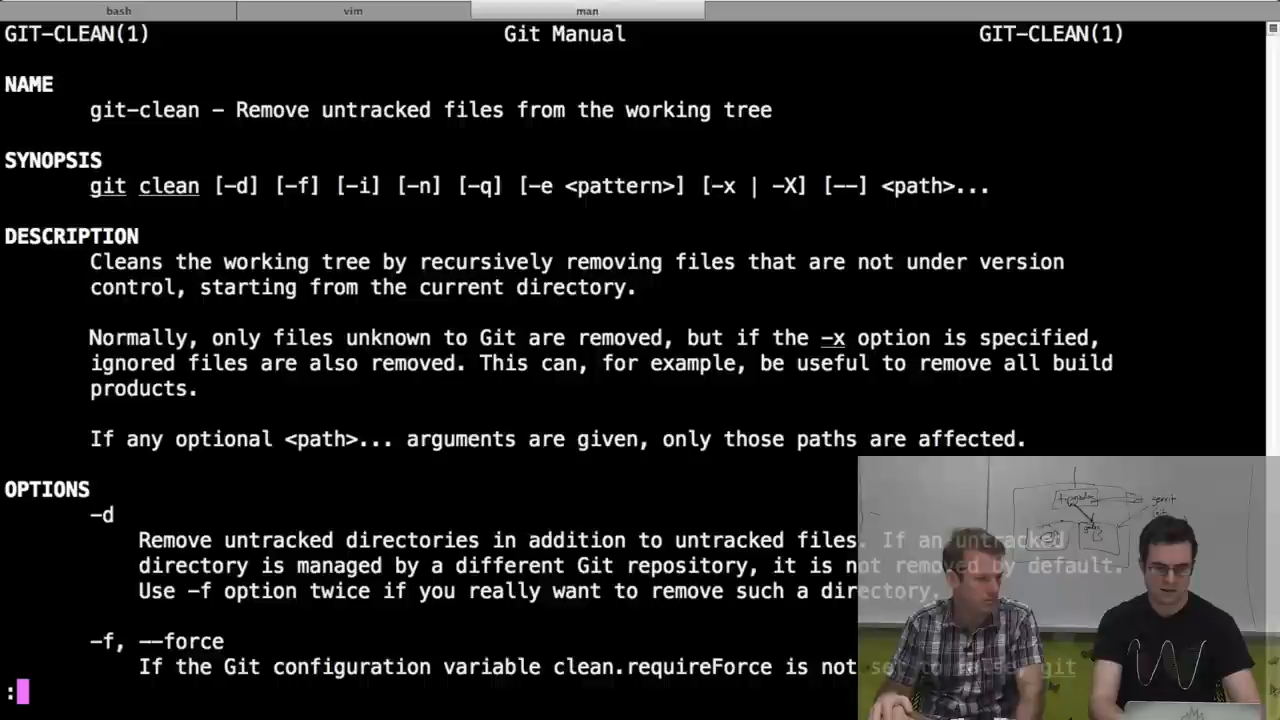 bash vim man
GIT-CLEAN(1) Git Manual GIT-CLEAN(1)
NAME
git-clean - Remove untracked files from the working tree
SYNOPSIS
git clean [-d] [-f] [-i] [-n] [-q] [-e <pattern>] [-x | -X] [--] <path>...
DESCRIPTION
Cleans the working tree by recursively removing files that are not under version
control, starting from the current directory.
Normally, only files unknown to Git are removed, but if the -x option is specified,
ignored files are also removed. This can, for example, be useful to remove all build
products.
If any optional <path>... arguments are given, only those paths are affected.
OPTIONS
-d
Remove untracked directories in addition to untracked files. If an untracked
directory is managed by a different Git repository, it is not removed by default.
Use -f option twice if you really want to remove such a directory.
-f, --force
If the Git configuration variable clean.requireForce is not set to false, git
: